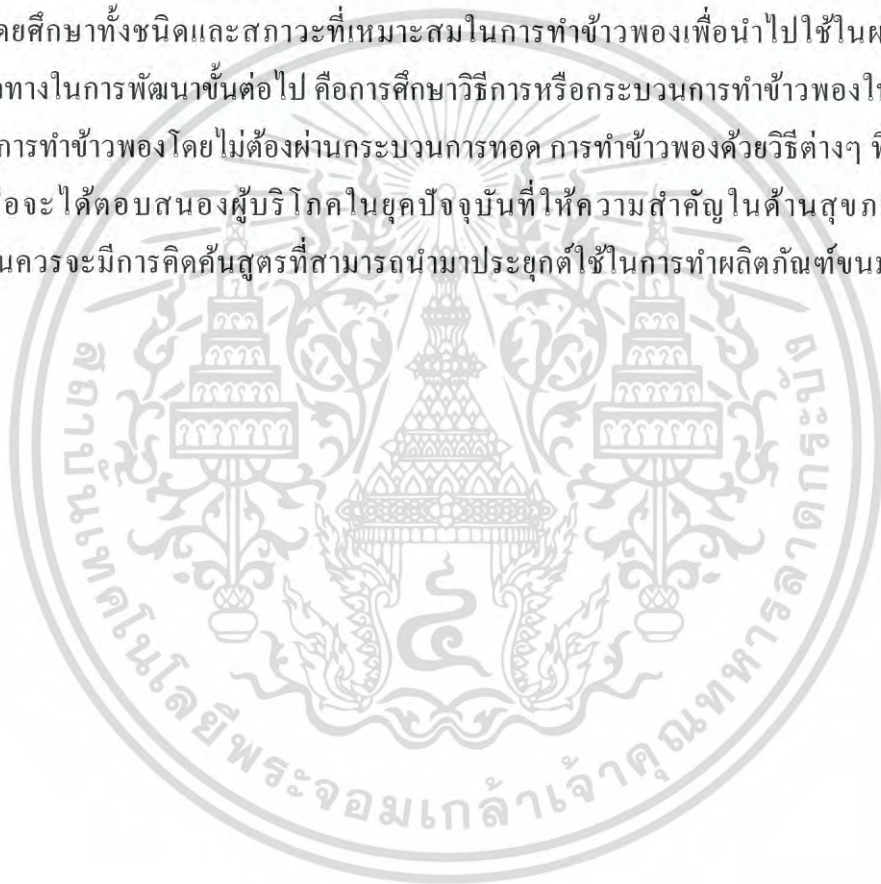 ดยศึกษาทั้งชนิดและสภาวะที่เหมาะสมในการทำข้าวพองเพื่อนำไปใช้ในผ
ทางในการพัฒนาขั้นต่อไป คือการศึกษาวิธีการหรือกระบวนการทำข้าวพองใ
การทำข้าวพองโดยไม่ต้องผ่านกระบวนการทอด การทำข้าวพองด้วยวิธีต่างๆ ที
อจะได้ตอบสนองผู้บริโภคในยุคปัจจุบันที่ให้ความสำคัญในด้านสุขภ
นควรจะมีการคิดค้นสูตรที่สามารถนำมาประยุกต์ใช้ในการทำผลิตภัณฑ์ขนม
สถาบันเทคโนโลยีพระจอมเกล้าเจ้าคุณทหารลาดกระบัง